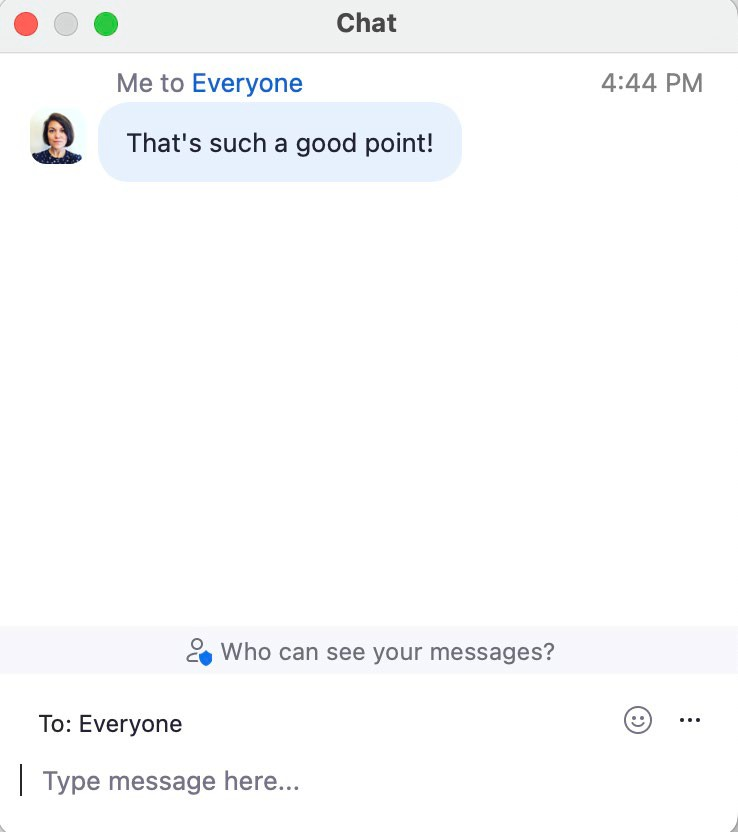 Chat
Me to Everyone 4:44 PM
That's such a good point!
Who can see your messages?
To: Everyone
Type message here...